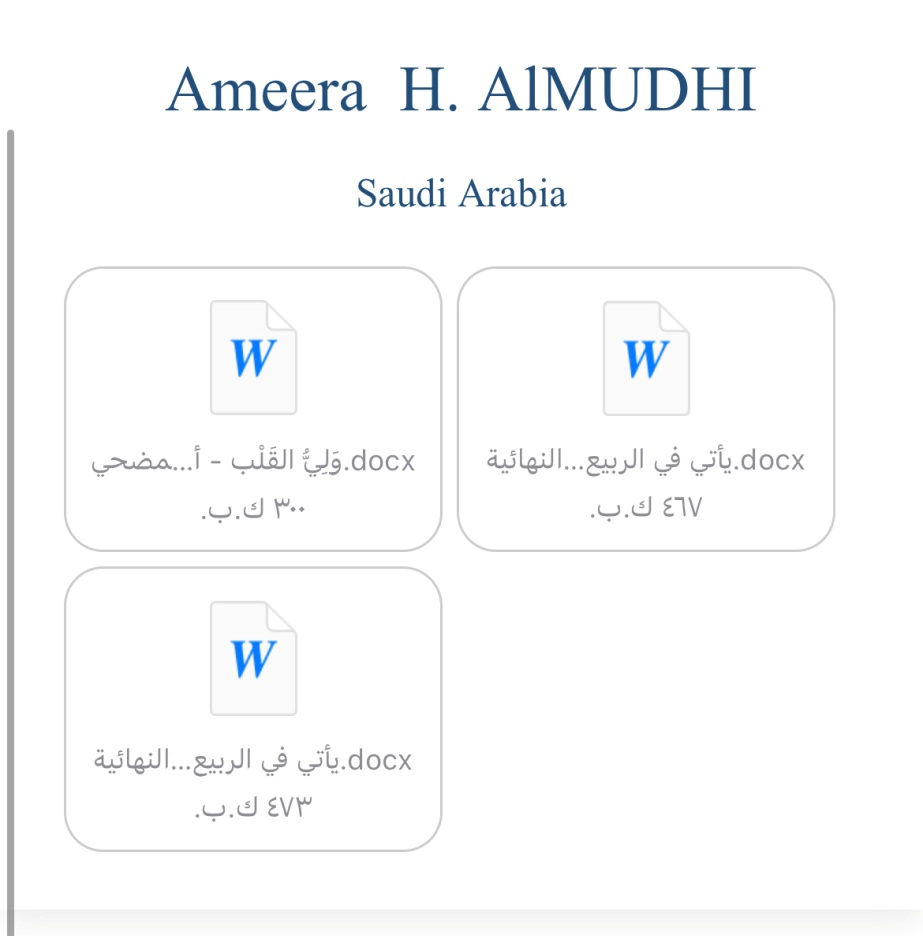 Ameera H. AlMUDHI
Saudi Arabia
W
وَلِيُّ القَلْب - أ...مضحي.docx
٣٠٠ ك.ب.
W
يأتي في الربيع...النهائية.docx
٤٦٧ ك.ب.
W
يأتي في الربيع...النهائية.docx
٤٧٣ ك.ب.